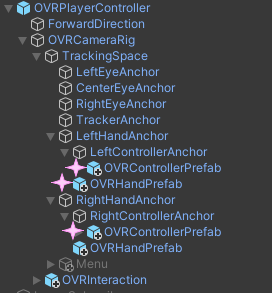 OVRPlayerController
ForwardDirection
OVRCameraRig
TrackingSpace
LeftEyeAnchor
CenterEyeAnchor
RightEyeAnchor
TrackerAnchor
LeftHandAnchor
LeftControllerAnchor
OVRControllerPrefab
OVRHandPrefab
RightHandAnchor
RightControllerAnchor
OVRControllerPrefab
OVRHandPrefab
Menu
OVRInteraction